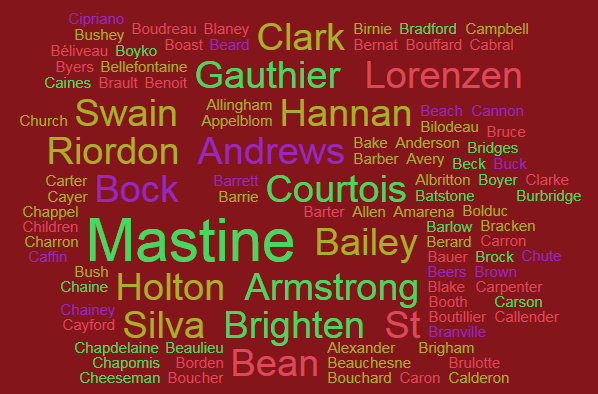 Cipriano Boudreau Blaney Clark Birnie Bradford Campbell
Bushey Boast Beard Bernat Bouffard Cabral
Béliveau Boyko
Byers Bellefontaine Gauthier Lorenzen
Caines Brault Benoit
Church Swain Allingham Hannan Beach Cannon
Appelblom Bilodeau Bruce
Riordon Andrews Bake Anderson Bridges
Barber Avery Beck Buck
Carter Bock Barrett Courtois Albritton Boyer Clarke
Cayer Barrie Batstone Burbridge
Chappel Mastine Barter Allen Amarena Bolduc
Children Bailey Barlow Bracken
Charron Berard Carron
Caffin Bauer Brock Chute
Bush Holton Armstrong Beers Brown
Chaine Blake Carpenter
Chainey Silva Brighten St Booth Carson
Cayford Boutillier Callender
Branville
Chapdelaine Beaulieu Bean Alexander Brigham
Chapomis Borden Beauchesne Brulotte
Cheeseman Boucher Bouchard Caron Calderon